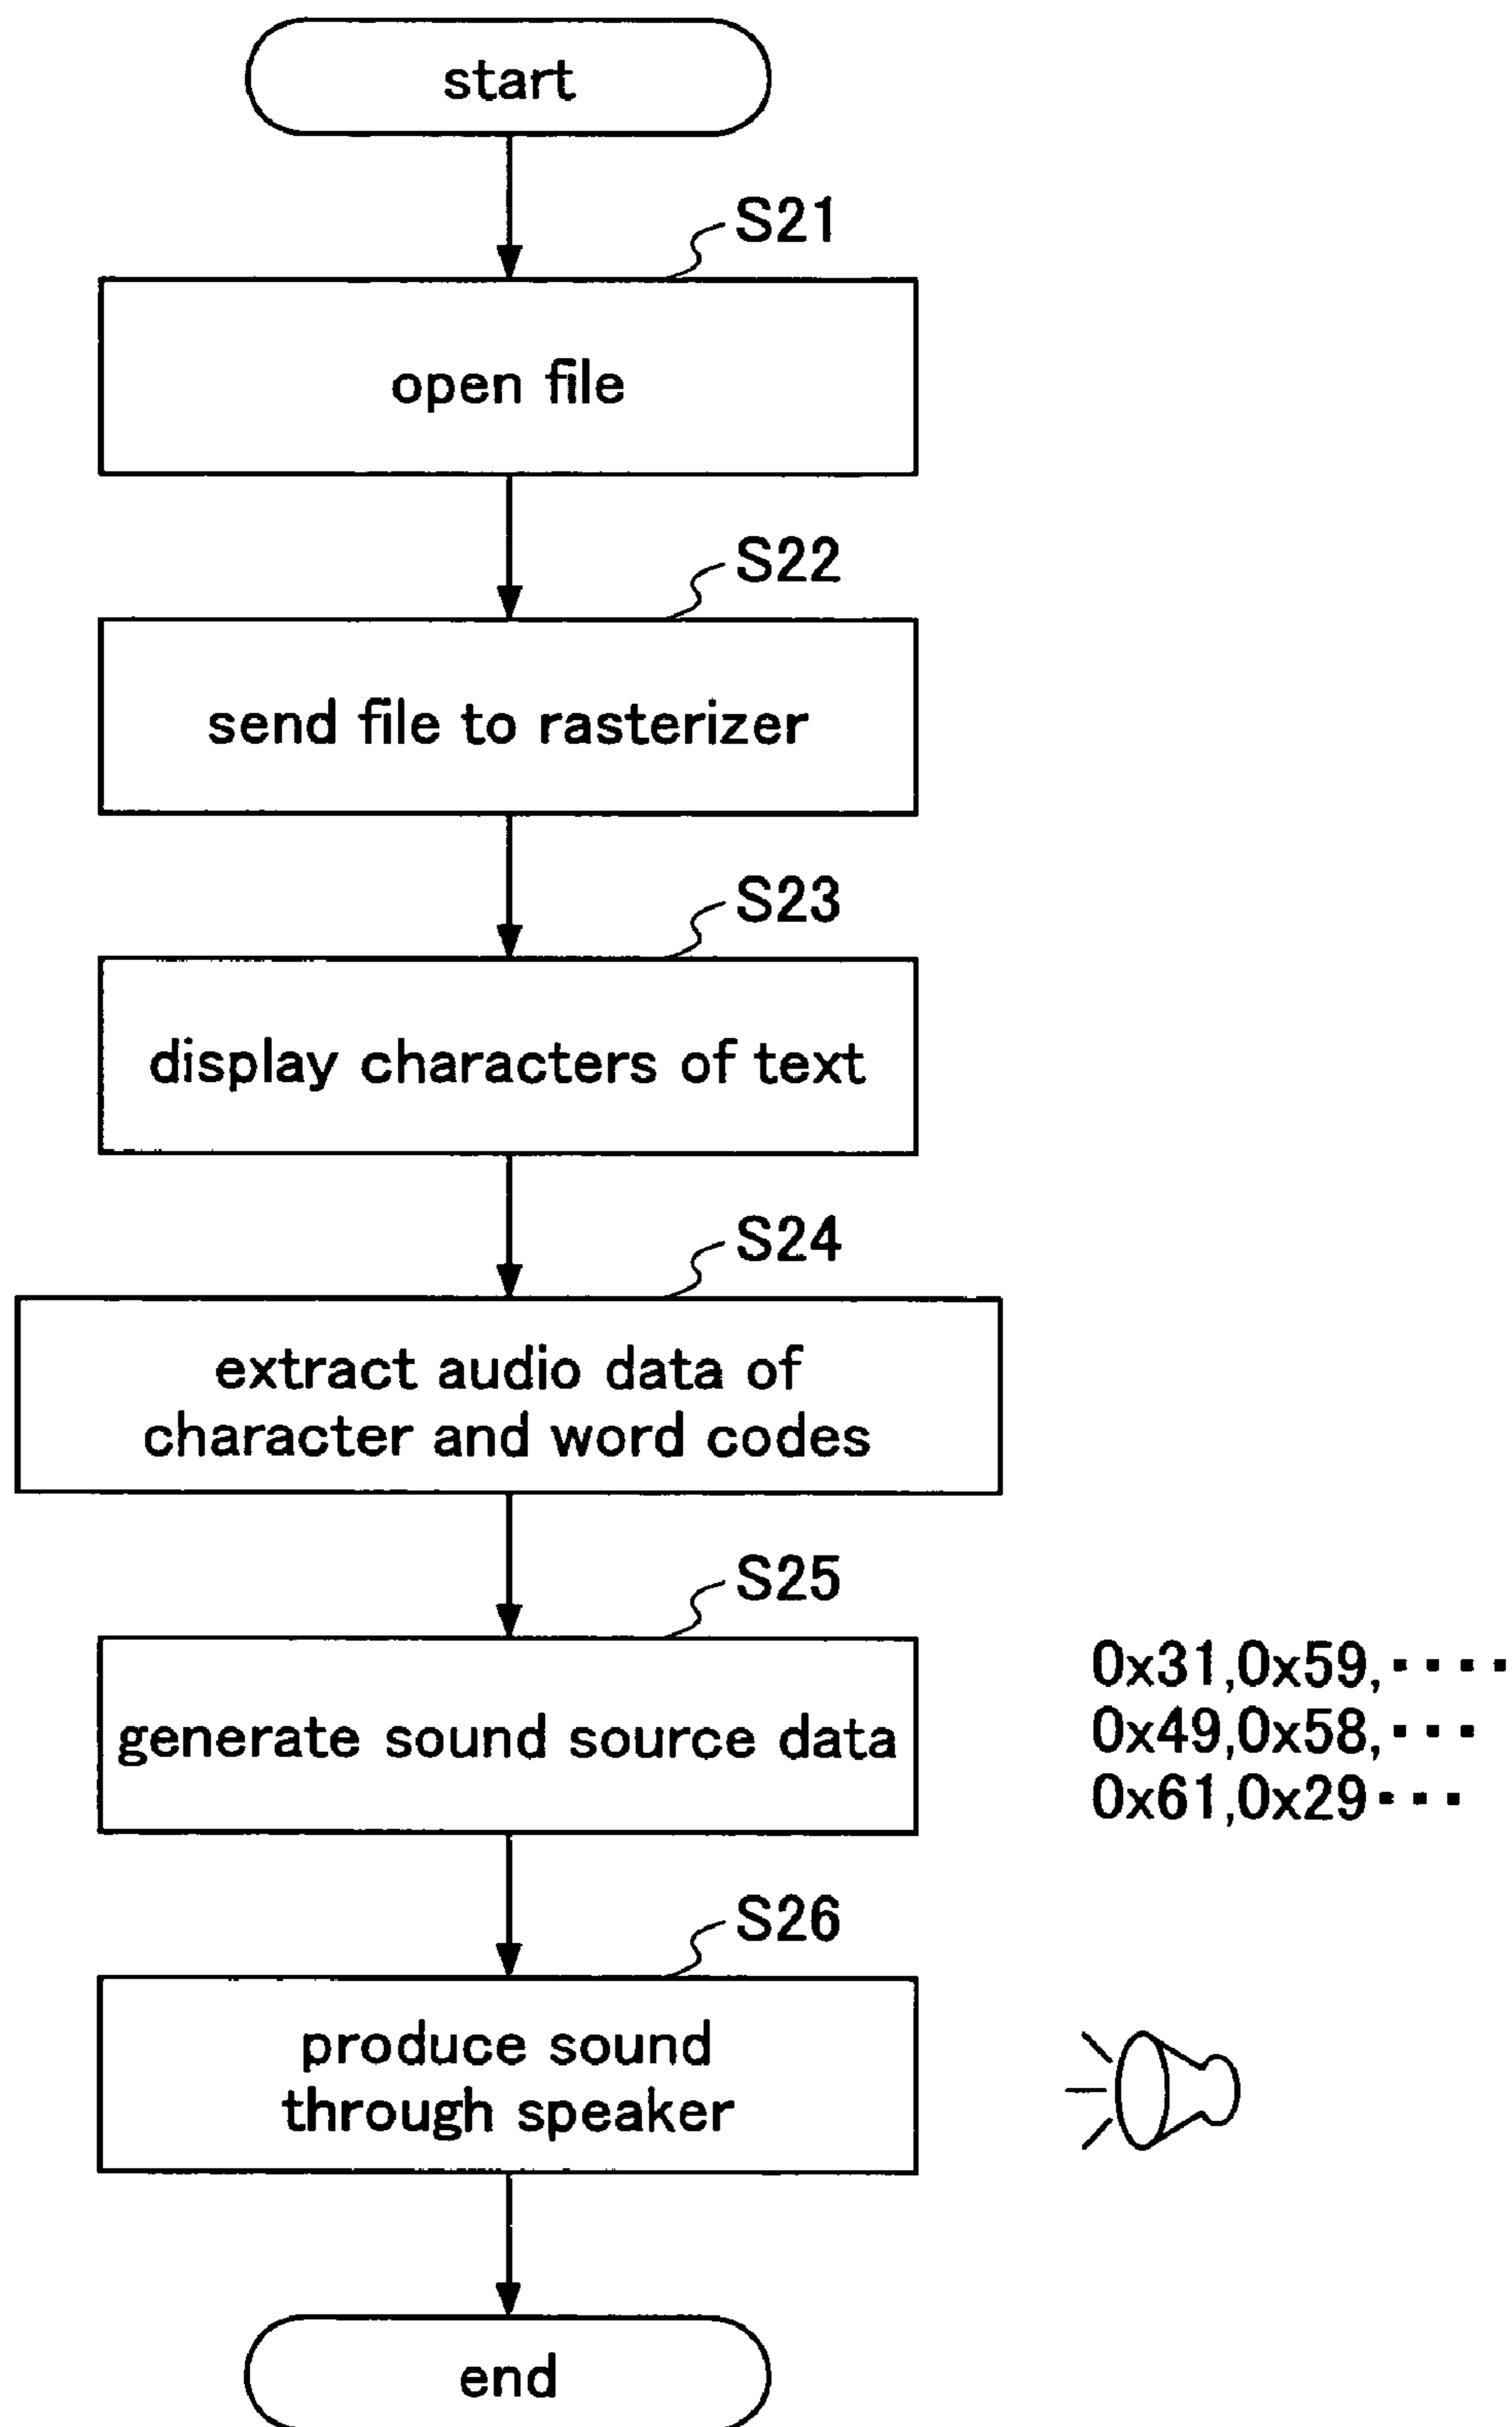 start
S21
open file
S22
send file to rasterizer
S23
display characters of text
S24
extract audio data of
character and word codes
S25
generate sound source data
0x31,0x59,････
0x49,0x58,･･･
0x61,0x29･･･
S26
produce sound
through speaker
end